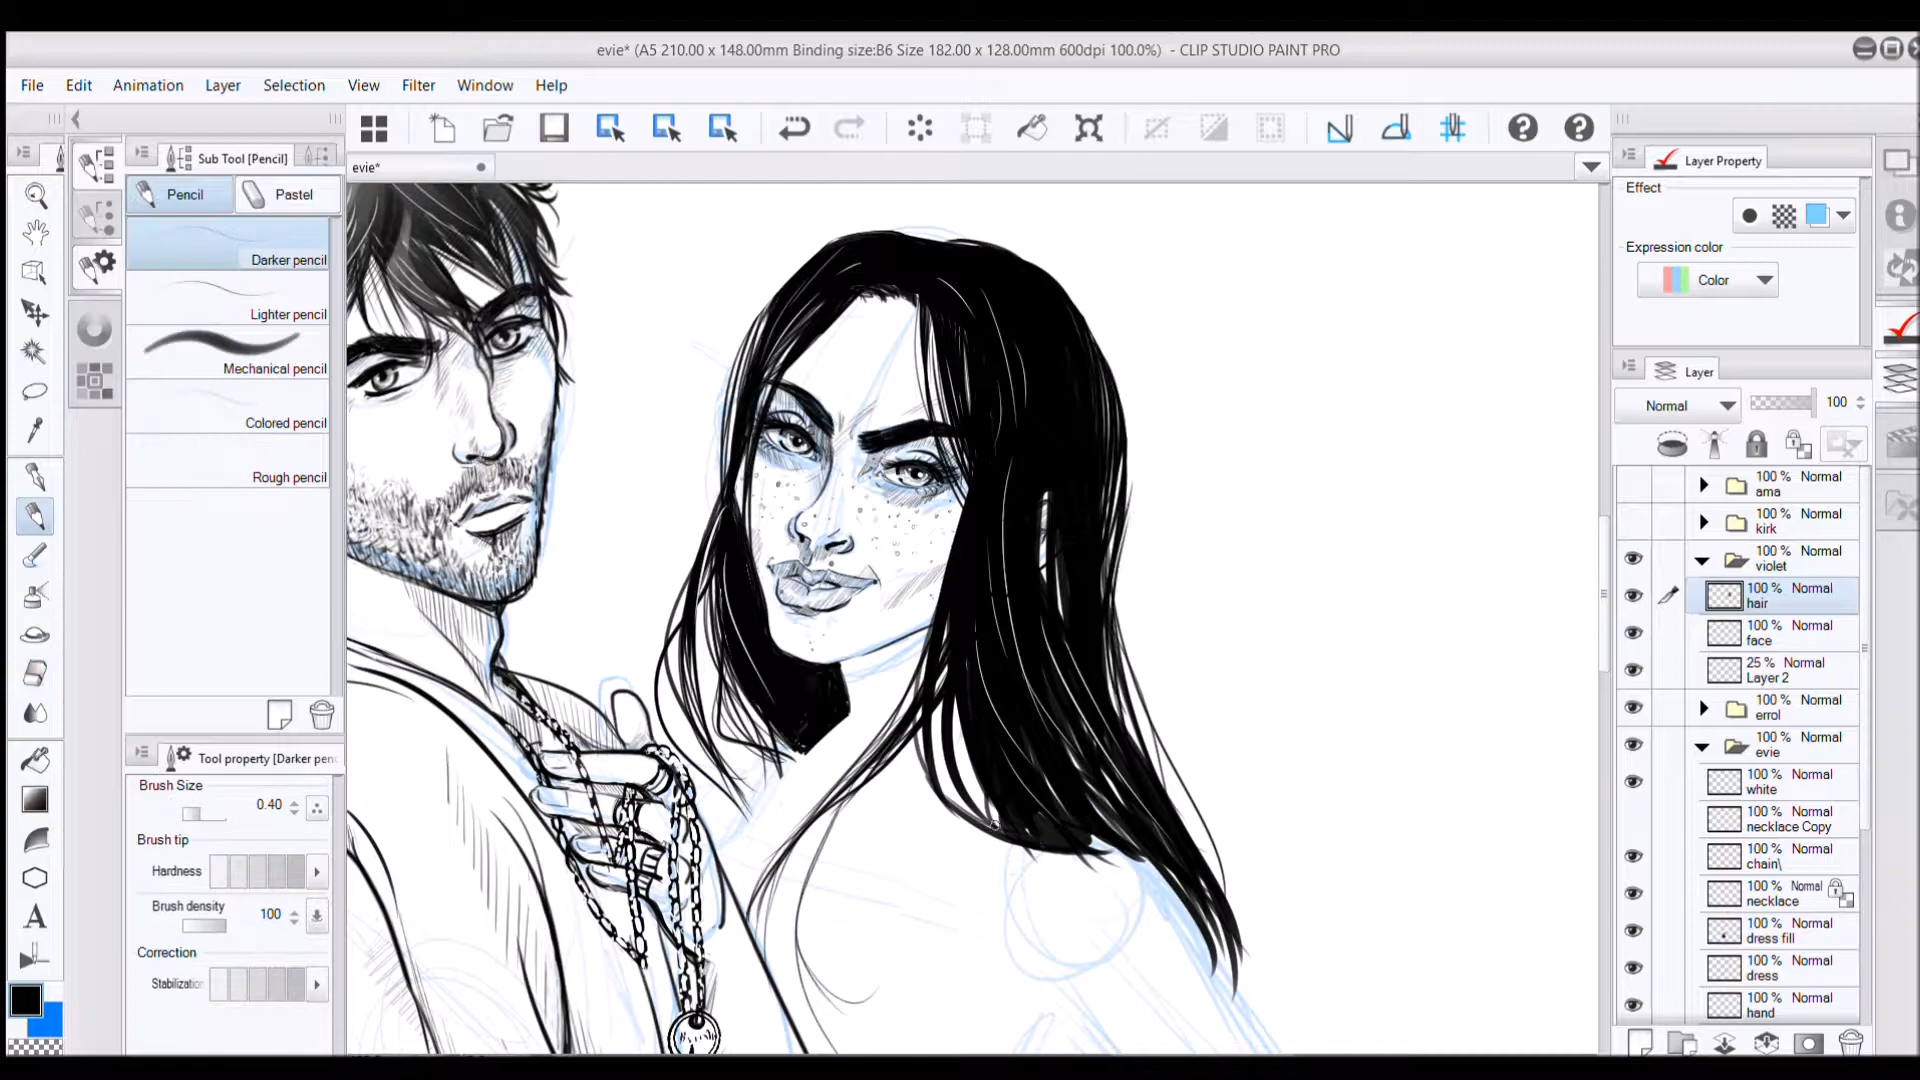 evie* (A5 210.00 x 148.00mm Binding size:B6 Size 182.00 x 128.00mm 600dpi 100.0%) - CLIP STUDIO PAINT PRO
File Edit Animation Layer Selection View Filter Window Help
evie*
Sub Tool [Pencil]
Pencil Pastel
Darker pencil
Lighter pencil
Mechanical pencil
Colored pencil
Rough pencil
Tool property [Darker penc
Brush Size
0.40
Brush tip
Hardness
Brush density 100
Correction
Stabilization
Layer Property
Effect
Expression color
Color
Layer
Normal 100
100 % Normal
ama
100 % Normal
kirk
100 % Normal
violet
100 % Normal
hair
100 % Normal
face
25 % Normal
Layer 2
100 % Normal
errol
100 % Normal
evie
100 % Normal
white
100 % Normal
necklace Copy
100 % Normal
chain\
100 % Normal
necklace
100 % Normal
dress fill
100 % Normal
dress
100 % Normal
hand